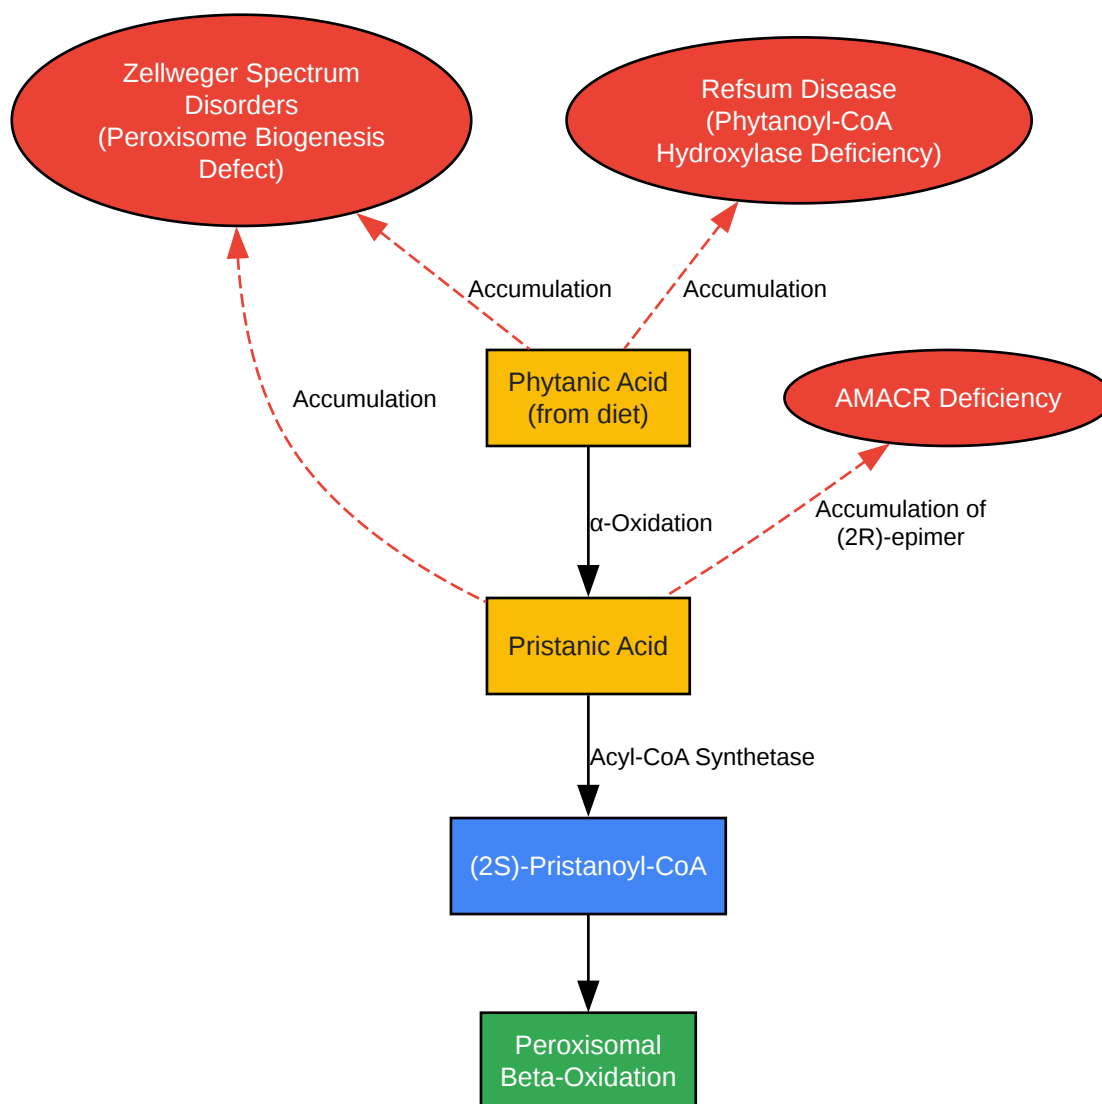 Zellweger Spectrum
Disorders
(Peroxisome Biogenesis
Defect)
Refsum Disease
(Phytanoyl-CoA
Hydroxylase Deficiency)
Accumulation
Accumulation
Phytanic Acid
(from diet)
Accumulation
AMACR Deficiency
α-Oxidation
Accumulation of
(2R)-epimer
Pristanic Acid
Acyl-CoA Synthetase
(2S)-Pristanoyl-CoA
Peroxisomal
Beta-Oxidation